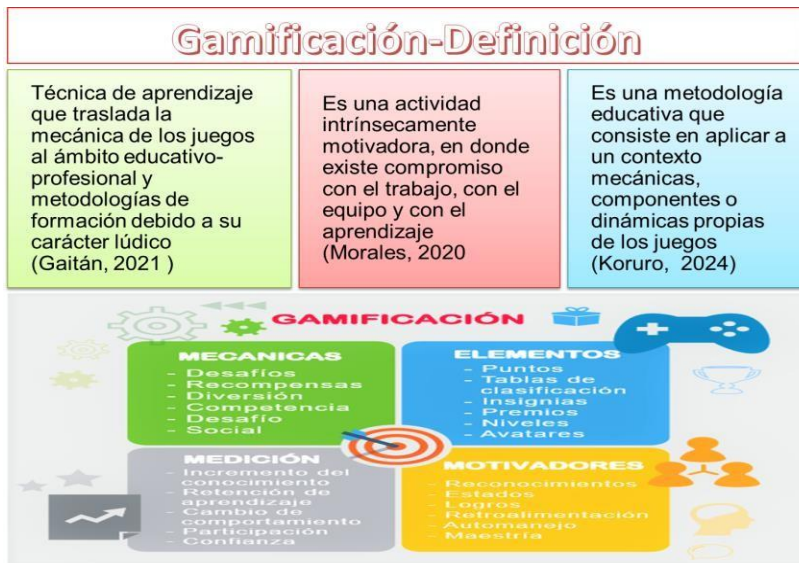 Gamificación-Definición
Técnica de aprendizaje
que traslada la
mecánica de los juegos
al ámbito educativo-
profesional y
metodologías de
formación debido a su
carácter lúdico
(Gaitán, 2021 )
Es una actividad
intrínsecamente
motivadora, en donde
existe compromiso
con el trabajo, con el
equipo y con el
aprendizaje
(Morales, 2020
Es una metodología
educativa que
consiste en aplicar a
un contexto
mecánicas,
componentes o
dinámicas propias
de los juegos
(Koruro, 2024)
GAMIFICACIÓN
MECANICAS
- Desafíos
- Recompensas
- Diversión
- Competencia
- Desafío
- Social
ELEMENTOS
- Puntos
- Tablas de
clasificación
- Insignias
- Premios
- Niveles
- Avatares
MEDICIÓN
- Incremento del
conocimiento
- Retención de
aprendizaje
- Cambio de
comportamiento
- Participación
- Confianza
MOTIVADORES
- Reconocimientos
- Estados
- Logros
- Retroalimentación
- Automanejo
- Maestría